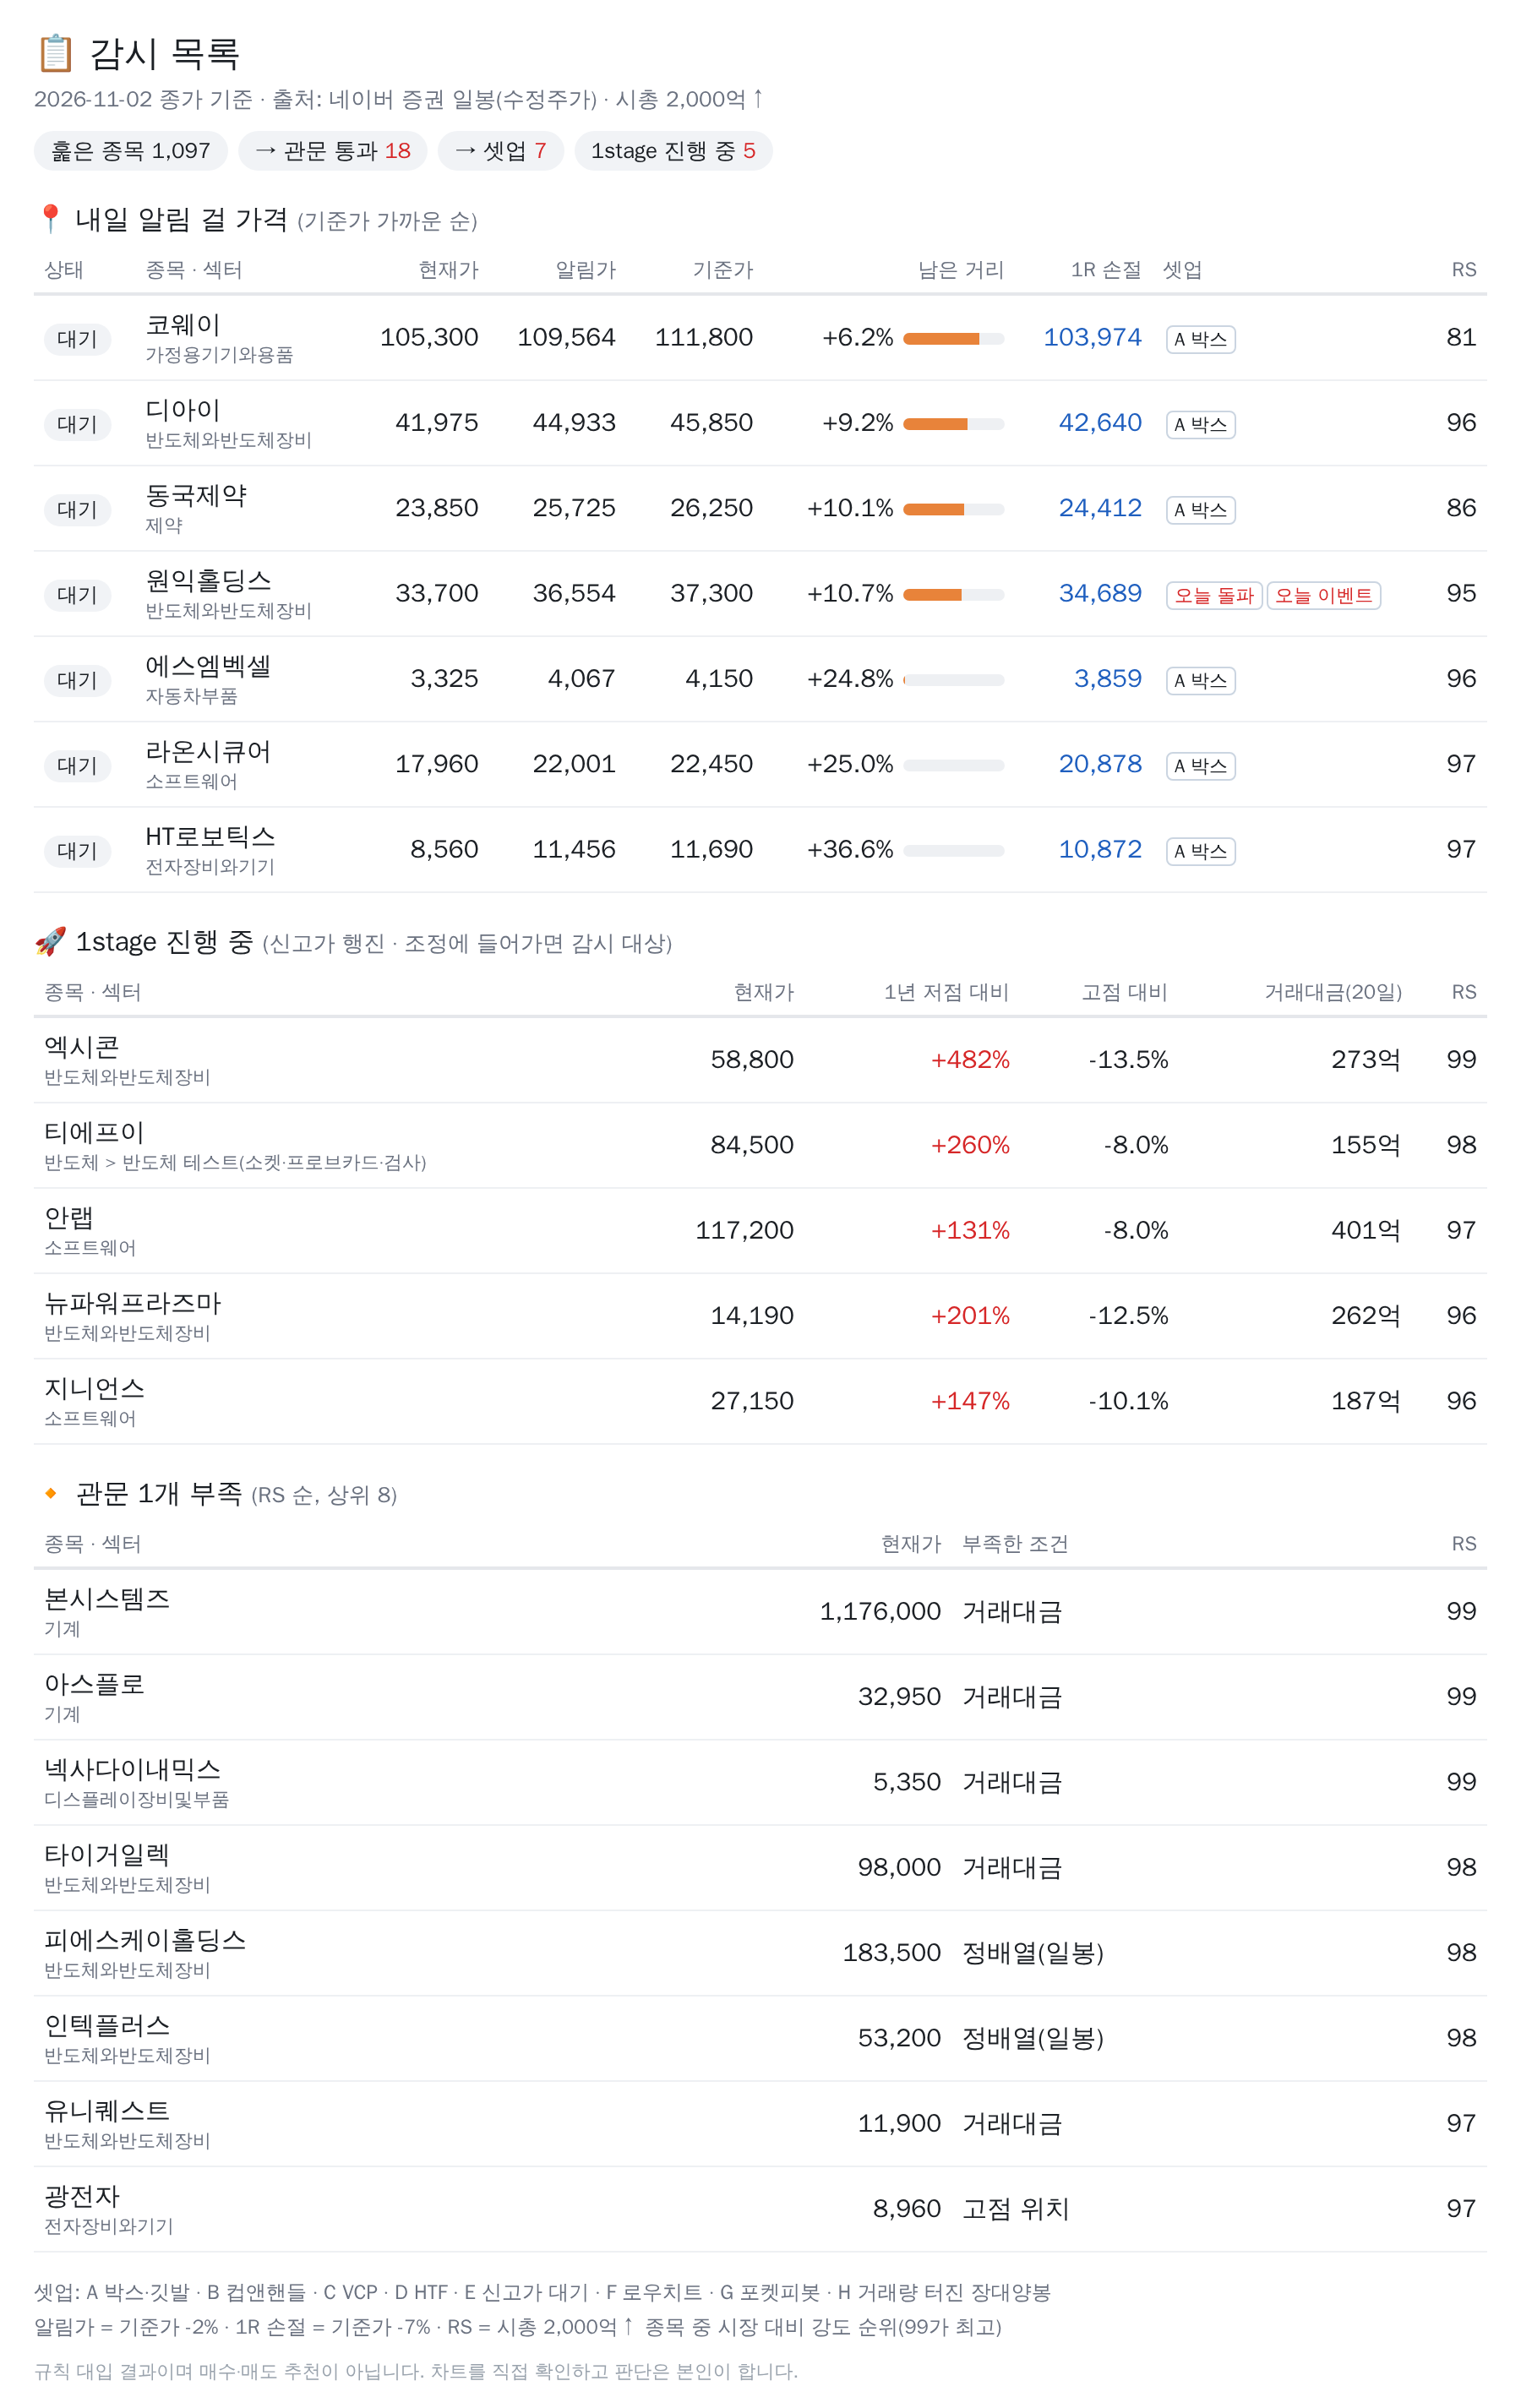 📋 감시 목록
2026-11-02 종가 기준 · 출처: 네이버 증권 일봉(수정주가) · 시총 2,000억↑
훑은 종목 1,097 → 관문 통과 18 → 셋업 7 1stage 진행 중 5
📍 내일 알림 걸 가격 (기준가 가까운 순)
상태 종목 · 섹터 현재가 알림가 기준가 남은 거리 1R 손절 셋업 RS
대기 코웨이 105,300 109,564 111,800 +6.2% 103,974 A 박스 81
가정용기기와용품
대기 디아이 41,975 44,933 45,850 +9.2% 42,640 A 박스 96
반도체와반도체장비
대기 동국제약 23,850 25,725 26,250 +10.1% 24,412 A 박스 86
제약
대기 원익홀딩스 33,700 36,554 37,300 +10.7% 34,689 오늘 돌파 오늘 이벤트 95
반도체와반도체장비
대기 에스엠벡셀 3,325 4,067 4,150 +24.8% 3,859 A 박스 96
자동차부품
대기 라온시큐어 17,960 22,001 22,450 +25.0% 20,878 A 박스 97
소프트웨어
대기 HT로보틱스 8,560 11,456 11,690 +36.6% 10,872 A 박스 97
전자장비와기기
🚀 1stage 진행 중 (신고가 행진 · 조정에 들어가면 감시 대상)
종목 · 섹터 현재가 1년 저점 대비 고점 대비 거래대금(20일) RS
엑시콘 58,800 +482% -13.5% 273억 99
반도체와반도체장비
티에프이 84,500 +260% -8.0% 155억 98
반도체 > 반도체 테스트(소켓·프로브카드·검사)
안랩 117,200 +131% -8.0% 401억 97
소프트웨어
뉴파워프라즈마 14,190 +201% -12.5% 262억 96
반도체와반도체장비
지니언스 27,150 +147% -10.1% 187억 96
소프트웨어
🔸 관문 1개 부족 (RS 순, 상위 8)
종목 · 섹터 현재가 부족한 조건 RS
본시스템즈 1,176,000 거래대금 99
기계
아스플로 32,950 거래대금 99
기계
넥사다이내믹스 5,350 거래대금 99
디스플레이장비및부품
타이거일렉 98,000 거래대금 98
반도체와반도체장비
피에스케이홀딩스 183,500 정배열(일봉) 98
반도체와반도체장비
인텍플러스 53,200 정배열(일봉) 98
반도체와반도체장비
유니퀘스트 11,900 거래대금 97
반도체와반도체장비
광전자 8,960 고점 위치 97
전자장비와기기
셋업: A 박스·깃발 · B 컵앤핸들 · C VCP · D HTF · E 신고가 대기 · F 로우치트 · G 포켓피봇 · H 거래량 터진 장대양봉
알림가 = 기준가 -2% · 1R 손절 = 기준가 -7% · RS = 시총 2,000억↑ 종목 중 시장 대비 강도 순위(99가 최고)
규칙 대입 결과이며 매수·매도 추천이 아닙니다. 차트를 직접 확인하고 판단은 본인이 합니다.